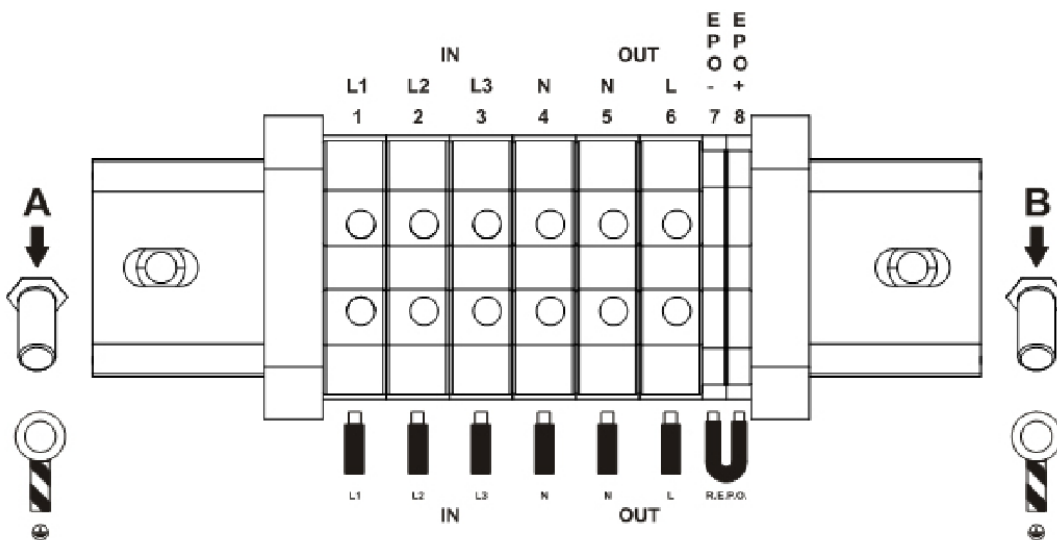 E E
P P
IN OUT O O
L1 L2 L3 N N L - +
1 2 3 4 5 6 7 8
A B
L1 L2 L3 N N L R.E.P.O.
IN OUT